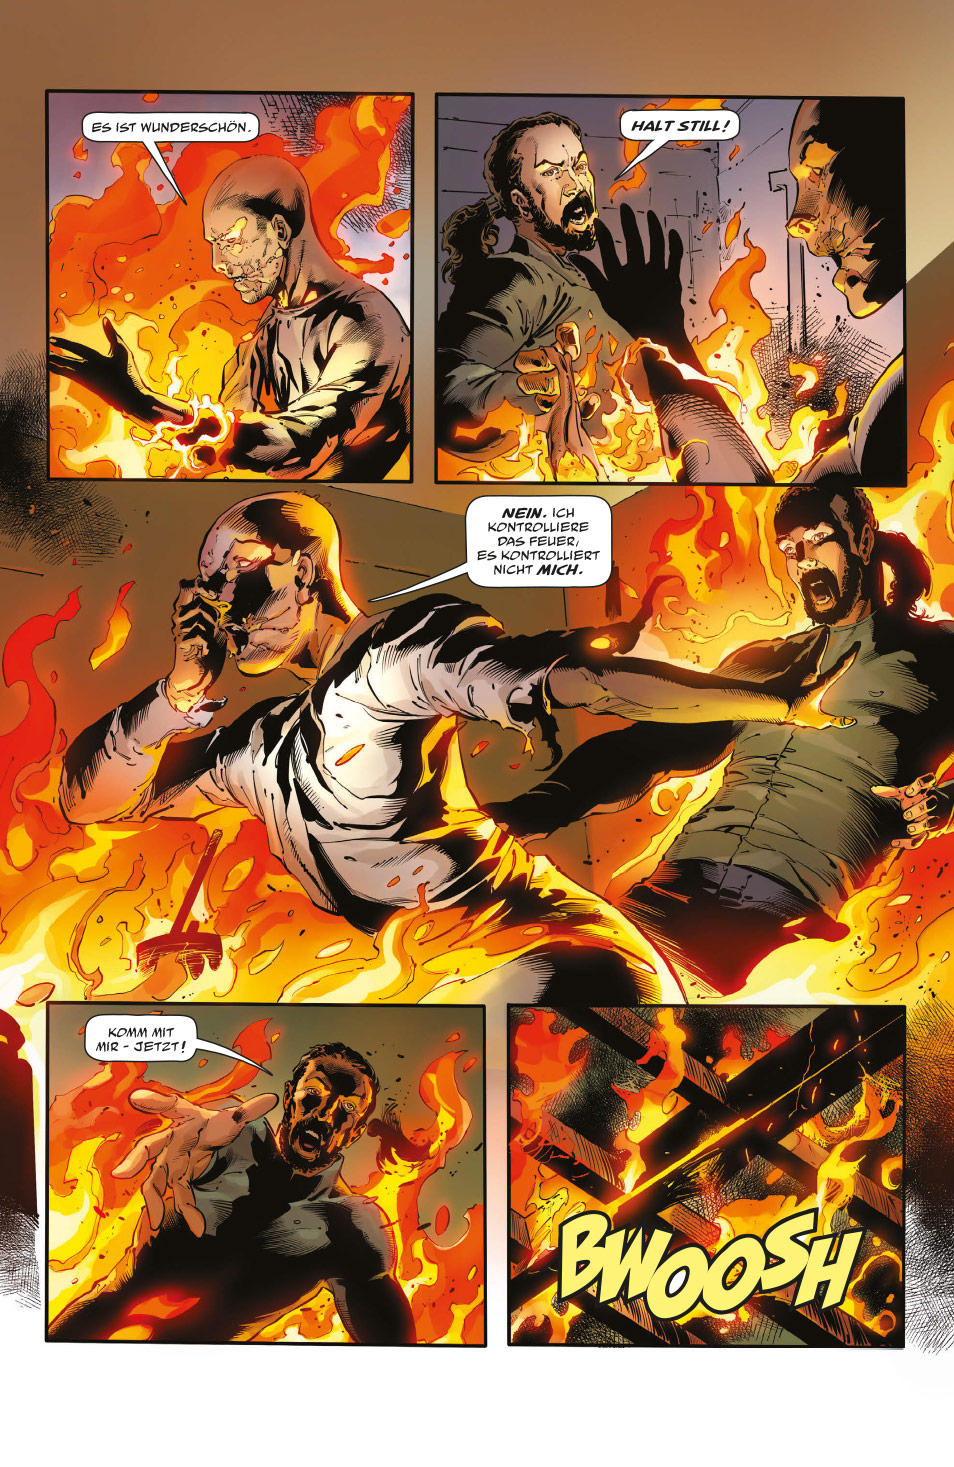 ES IST WUNDERSCHÖN.
HALT STILL!
NEIN. ICH
KONTROLLIERE
DAS FEUER,
ES KONTROLLIERT
NICHT MICH.
KOMM MIT
MIR – JETZT!
BWOOSH